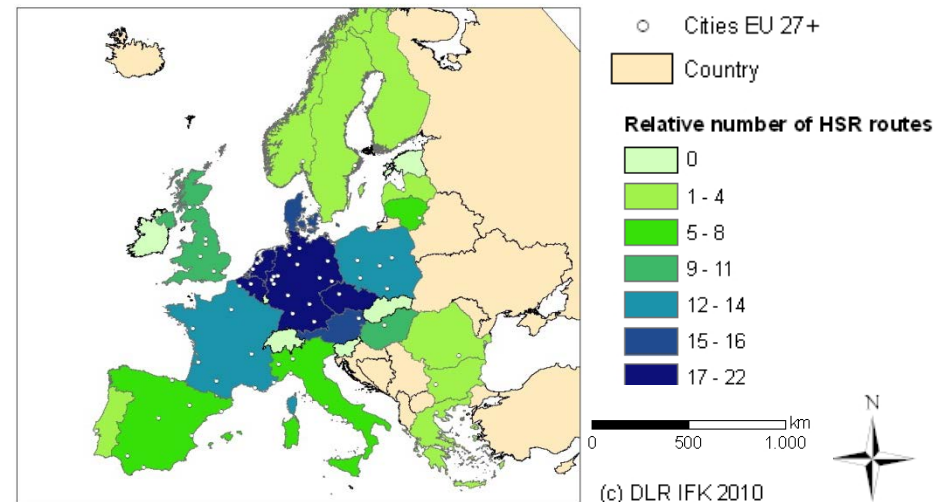 Cities EU 27+
Country
Relative number of HSR routes
0
1 - 4
5 - 8
9 - 11
12 - 14
15 - 16
17 - 22
N
km
0 500 1.000
(c) DLR IFK 2010